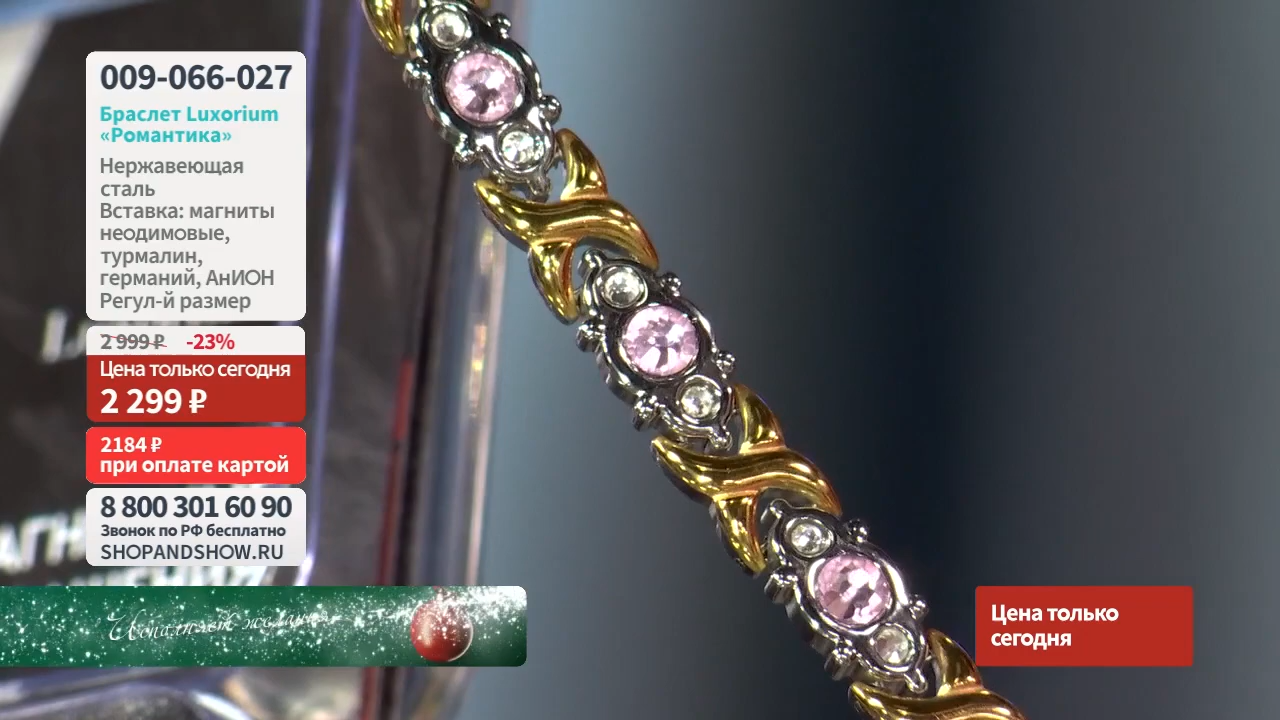 009-066-027
Браслет Luxorium
«Романтика»
Нержавеющая
сталь
Вставка: магниты
неодимовые,
турмалин,
германий, АнИОН
Регул-й размер
2 999 ₽ -23%
Цена только сегодня
2 299 ₽
2184 ₽
при оплате картой
8 800 301 60 90
Звонок по РФ бесплатно
SHOPANDSHOW.RU
Цена только
сегодня